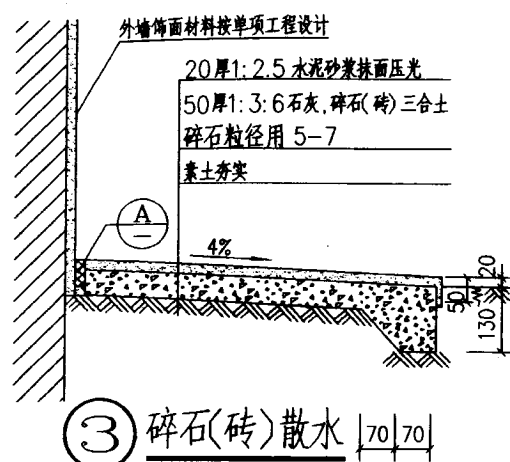 外墙饰面材料按单项工程设计
20厚1:2.5 水泥砂浆抹面压光
50厚1:3:6石灰,碎石(砖)三合土
碎石粒径用 5-7
素土夯实
A
4%
20
50
130
3 碎石(砖)散水 70 70